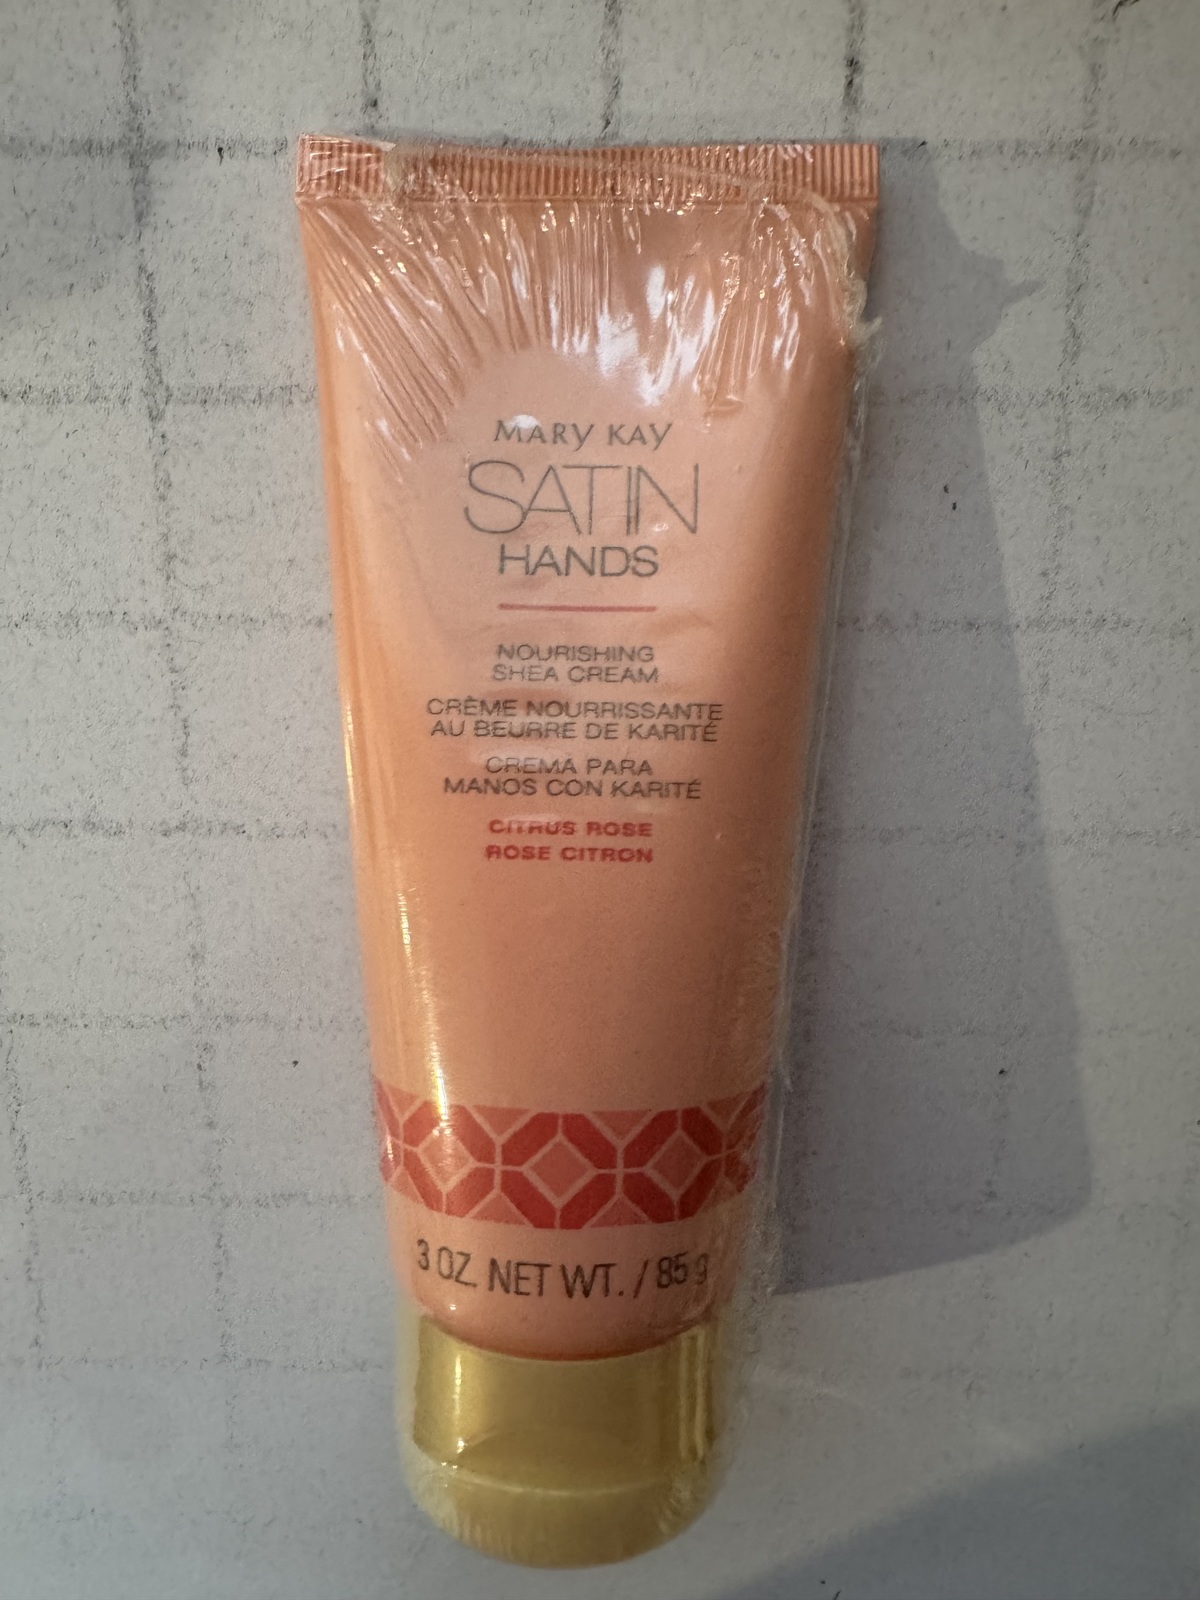 MARY KAY
SATIN
HANDS
NOURISHING
SHEA CREAM
CRÈME NOURRISSANTE
AU BEURRE DE KARITÉ
CREMA PARA
MANOS CON KARITÉ
CITRUS ROSE
ROSE CITRON
3 OZ. NET WT. / 85 g